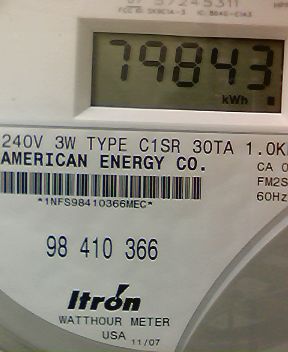 79843
kWh
240V 3W TYPE C1SR 30TA 1.0K
AMERICAN ENERGY CO.
CA 0
FM2S
60Hz
*1NFS98410366MEC*
98 410 366
Itron
WATTHOUR METER
USA 11/07